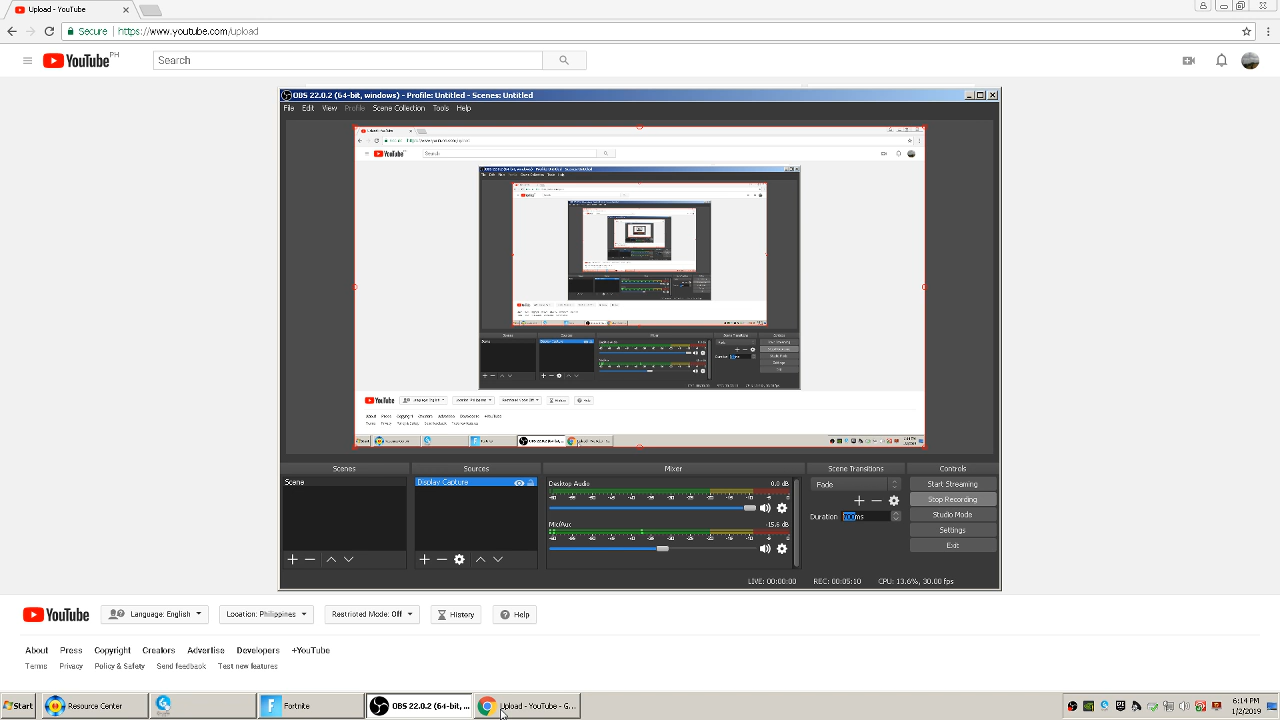 Upload - YouTube
Secure https://www.youtube.com/upload
YouTube PH
Search
OBS 22.0.2 (64-bit, windows) - Profile: Untitled - Scenes: Untitled
File Edit View Profile Scene Collection Tools Help
Scenes Sources Mixer Scene Transitions Controls
Scene
Display Capture
Desktop Audio 0.0 dB
Mic/Aux -15.6 dB
Fade
Duration 300ms
Start Streaming
Stop Recording
Studio Mode
Settings
Exit
LIVE: 00:00:00 REC: 00:05:10 CPU: 13.6%, 30.00 fps
YouTube Language: English Location: Philippines Restricted Mode: Off History Help
About Press Copyright Creators Advertise Developers +YouTube
Terms Privacy Policy & Safety Send feedback Test new features
Start Resource Center Fortnite OBS 22.0.2 (64-bit, ... Upload - YouTube - G...
6:14 PM
1/2/2019